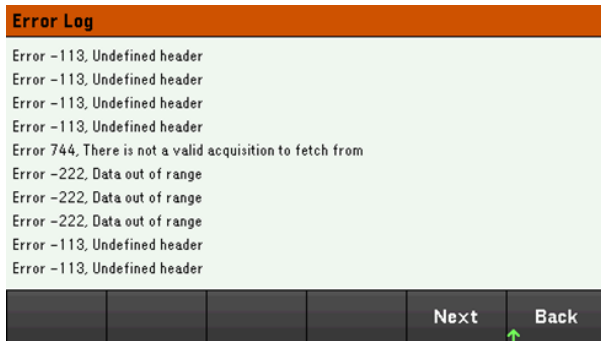 Error Log
Error -113, Undefined header
Error -113, Undefined header
Error -113, Undefined header
Error -113, Undefined header
Error 744, There is not a valid acquisition to fetch from
Error -222, Data out of range
Error -222, Data out of range
Error -222, Data out of range
Error -113, Undefined header
Error -113, Undefined header
Next Back